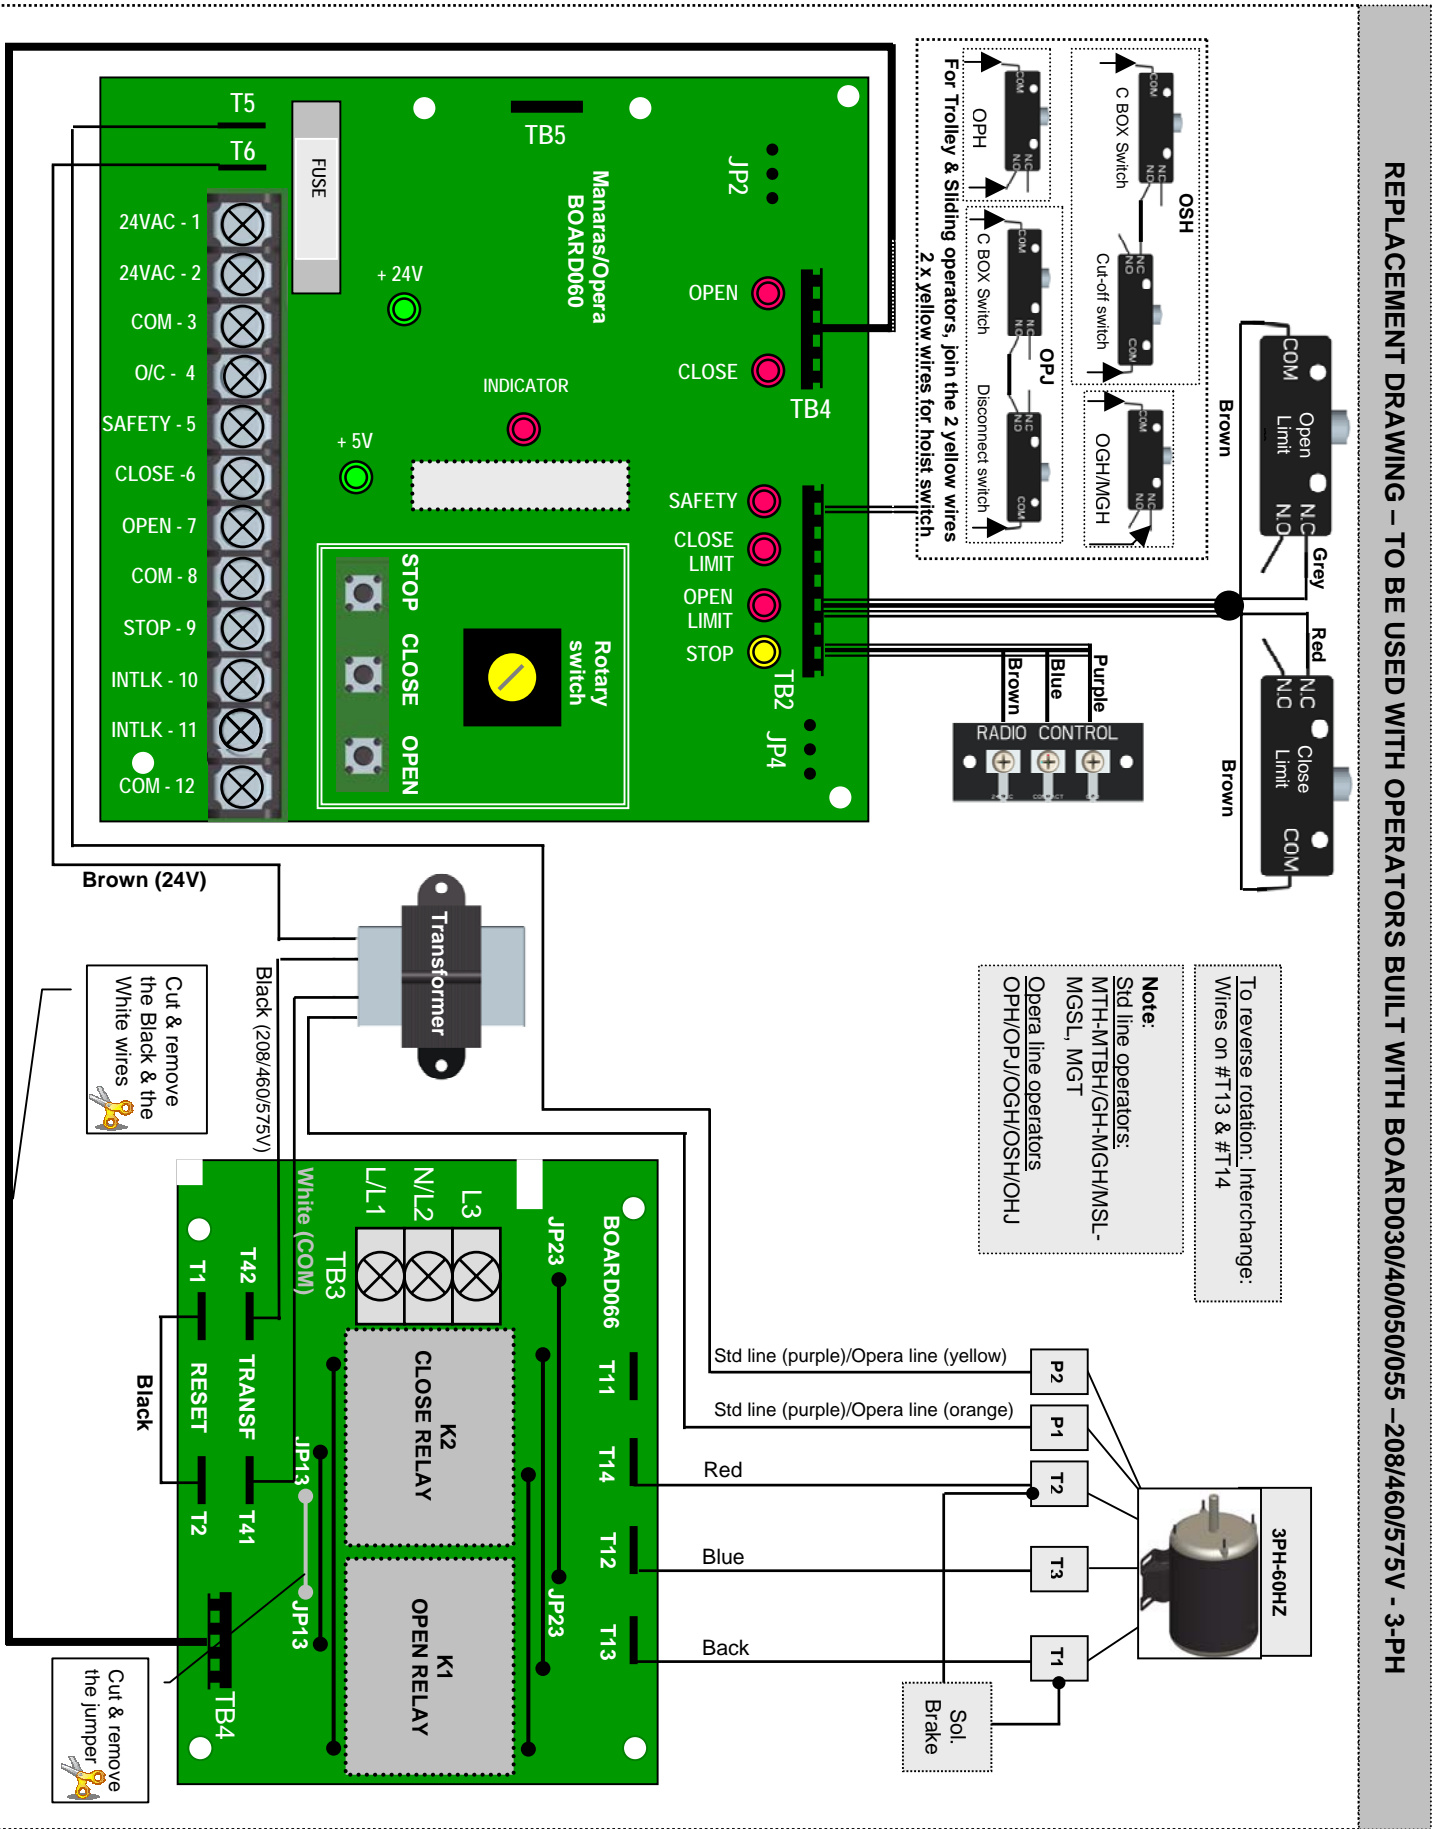 REPLACEMENT DRAWING – TO BE USED WITH OPERATORS BUILT WITH BOARD030/40/050/055 –208/460/575V - 3-PH
COM
C BOX Switch
N.C
N.O
OSH
N.C
N.O
Cut-off switch
COM
COM
OPH
N.C
N.O
COM
C BOX Switch
N.C
N.O
OPJ
N.C
N.O
Disconnect switch
COM
COM
OGH/MGH
N.C
N.O
For Trolley & Sliding operators, join the 2 yellow wires
2 x yellow wires for hoist switch
COM
Open
Limit
N.C
N.O
Brown
Grey
Red
N.C
N.O
Close
Limit
COM
Brown
Purple
Blue
Brown
RADIO CONTROL
T5
T6
FUSE
TB5
JP2
Manaras/Opera
BOARD060
+ 24V
+ 5V
INDICATOR
OPEN
CLOSE
TB4
SAFETY
CLOSE
LIMIT
OPEN
LIMIT
STOP
TB2
JP4
24VAC - 1
24VAC - 2
COM - 3
O/C - 4
SAFETY - 5
CLOSE -6
OPEN - 7
COM - 8
STOP - 9
INTLK - 10
INTLK - 11
COM - 12
STOP
CLOSE
OPEN
Rotary
switch
Brown (24V)
Transformer
Black (208/460/575V)
White (COM)
Cut & remove
the Black & the
White wires
To reverse rotation: Interchange:
Wires on #T13 & #T14
Note:
Std line operators:
MTH-MTBH/GH-MGH/MSL-
MGSL, MGT
Opera line operators
OPH/OPJ/OGH/OSH/OHJ
L/L1
N/L2
L3
TB3
JP23
BOARD066
T11
T14
T12
T13
JP23
T1
T42
RESET
TRANSF
T2
T41
Black
JP13
JP13
K2
CLOSE RELAY
K1
OPEN RELAY
TB4
Cut & remove
the jumper
Std line (purple)/Opera line (yellow)
Std line (purple)/Opera line (orange)
Red
Blue
Back
P2
P1
T2
T3
T1
Sol.
Brake
3PH-60HZ